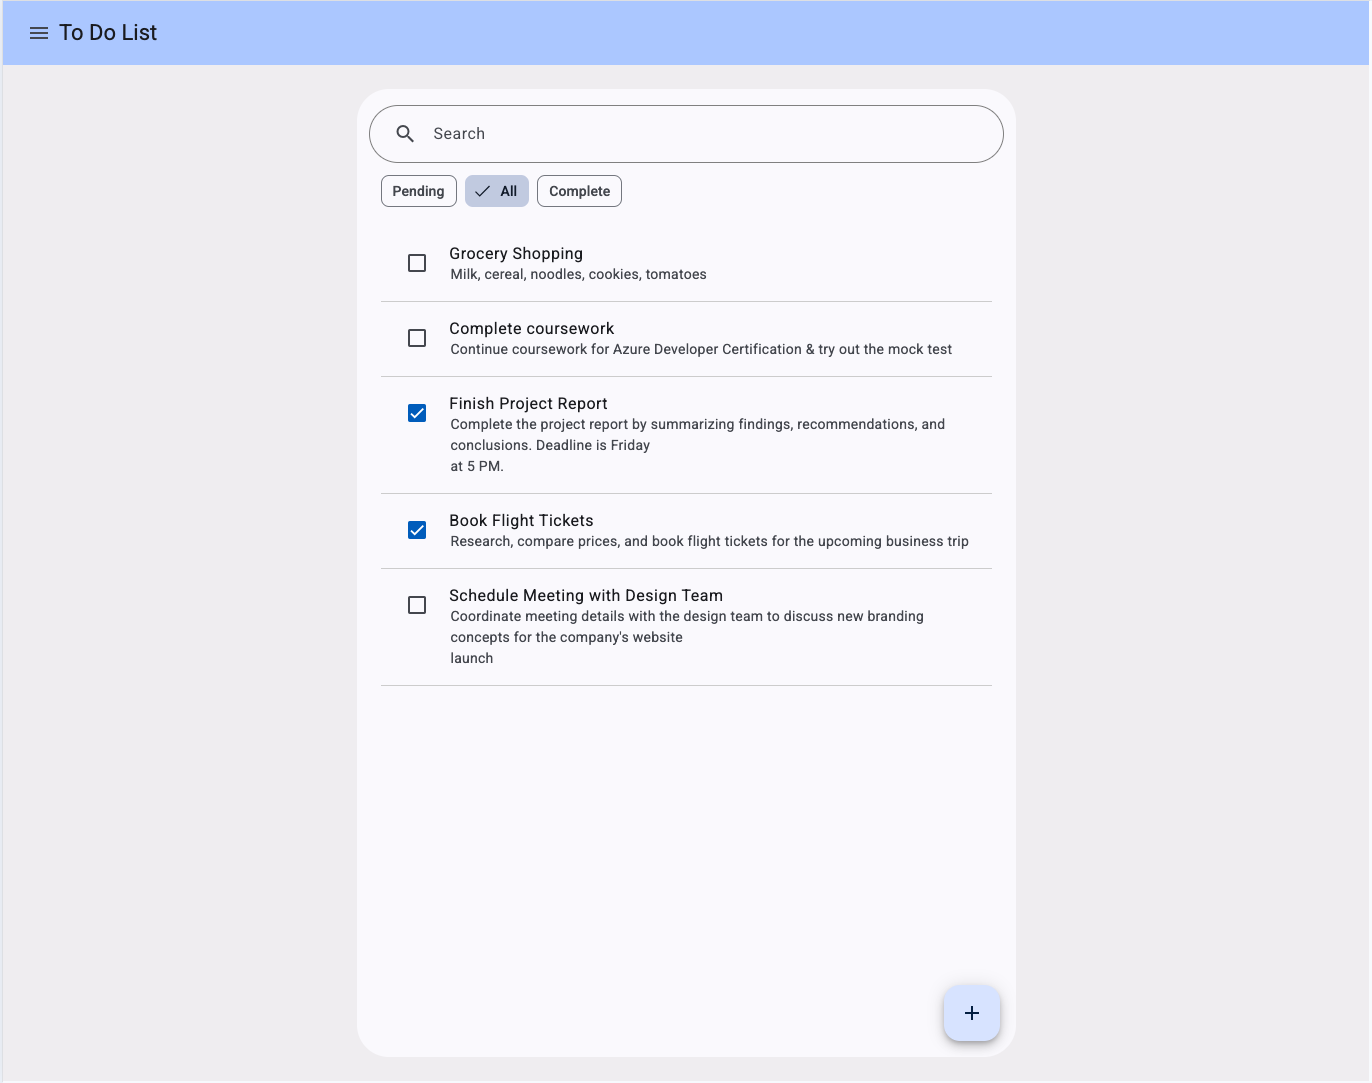 To Do List
Search
Pending All Complete
Grocery Shopping
Milk, cereal, noodles, cookies, tomatoes
Complete coursework
Continue coursework for Azure Developer Certification & try out the mock test
Finish Project Report
Complete the project report by summarizing findings, recommendations, and
conclusions. Deadline is Friday
at 5 PM.
Book Flight Tickets
Research, compare prices, and book flight tickets for the upcoming business trip
Schedule Meeting with Design Team
Coordinate meeting details with the design team to discuss new branding
concepts for the company's website
launch